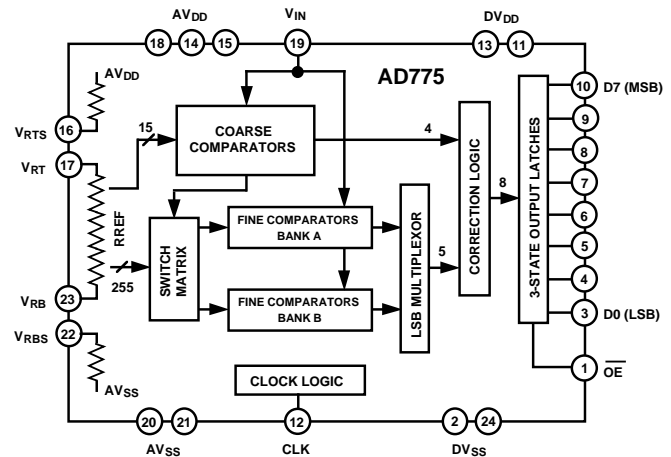 AVDD VIN DVDD
18 14 15 19 13 11
AVDD
AD775
10 D7 (MSB)
VRTS 16
15
COARSE
COMPARATORS
4
9
VRT 17
8
8
7
RREF
SWITCH
MATRIX
FINE COMPARATORS
BANK A
LSB MULTIPLEXOR
CORRECTION LOGIC
3-STATE OUTPUT LATCHES
6
255
5
5
4
VRB 23
FINE COMPARATORS
BANK B
3 D0 (LSB)
VRBS 22
1 OE
AVSS
CLOCK LOGIC
20 21 12 2 24
AVSS CLK DVSS